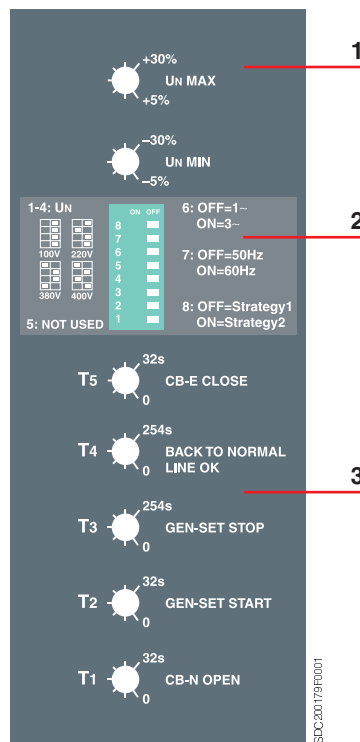 +30%
UN MAX
+5%
1
–30%
UN MIN
–5%
1-4: UN
100V 220V
380V 400V
5: NOT USED
ON OFF
8
7
6
5
4
3
2
1
6: OFF=1~
ON=3~
7: OFF=50Hz
ON=60Hz
8: OFF=Strategy1
ON=Strategy2
2
32s
T5 CB-E CLOSE
0
254s
T4 BACK TO NORMAL
LINE OK
0
3
254s
T3 GEN-SET STOP
0
32s
T2 GEN-SET START
0
32s
T1 CB-N OPEN
0
SDC200179F0001